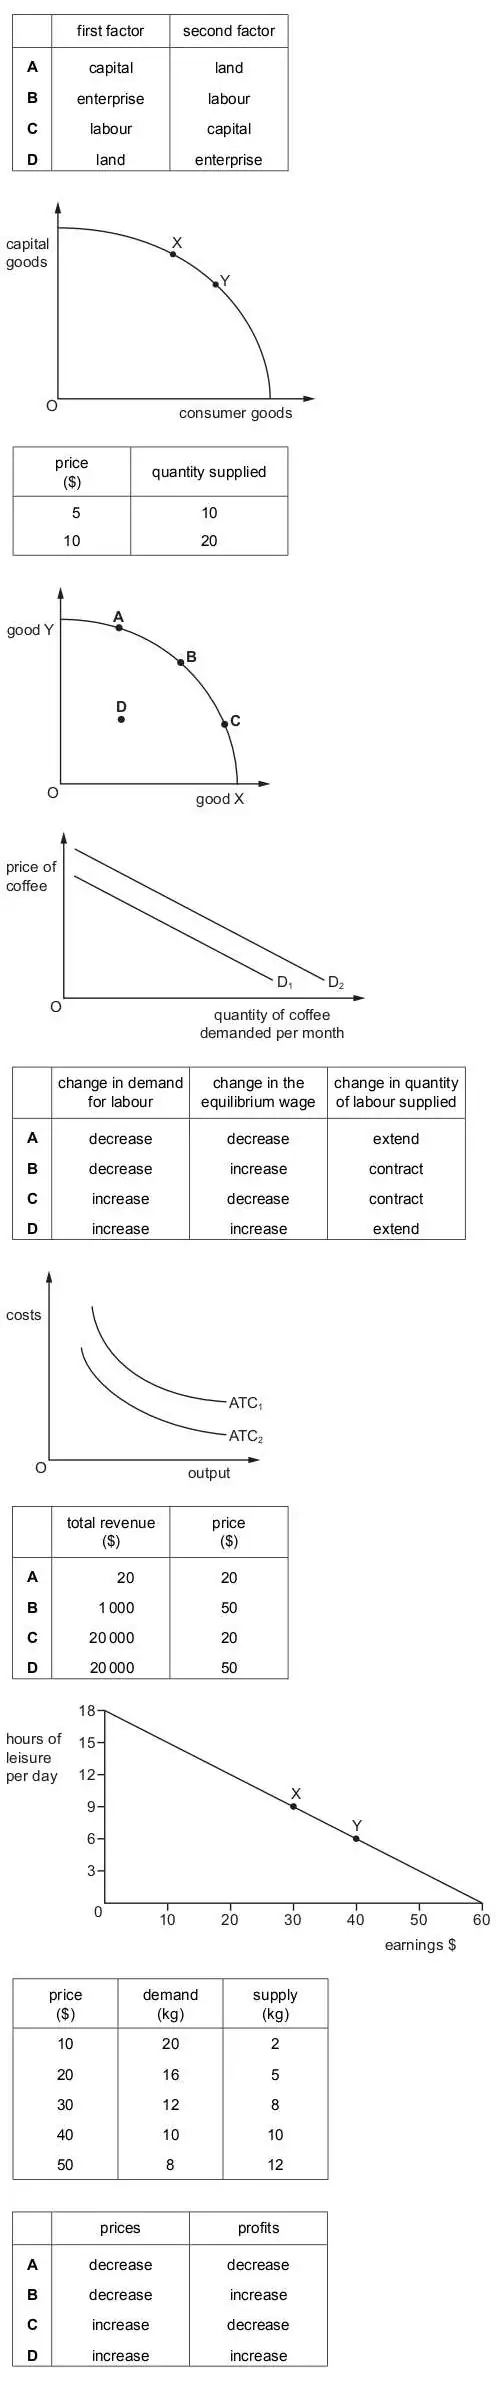 first factor second factor
A capital land
B enterprise labour
C labour capital
D land enterprise
capital
goods
X
Y
O
consumer goods
price
($) quantity supplied
5 10
10 20
good Y
A
B
D
C
O
good X
price of
coffee
D1 D2
O
quantity of coffee
demanded per month
change in demand change in the change in quantity
for labour equilibrium wage of labour supplied
A decrease decrease extend
B decrease increase contract
C increase decrease contract
D increase increase extend
costs
ATC1
ATC2
O
output
total revenue price
($) ($)
A 20 20
B 1 000 50
C 20 000 20
D 20 000 50
18
hours of
leisure
per day
15
12
X
9
Y
6
3
0 10 20 30 40 50 60
earnings $
price demand supply
($) (kg) (kg)
10 20 2
20 16 5
30 12 8
40 10 10
50 8 12
prices profits
A decrease decrease
B decrease increase
C increase decrease
D increase increase